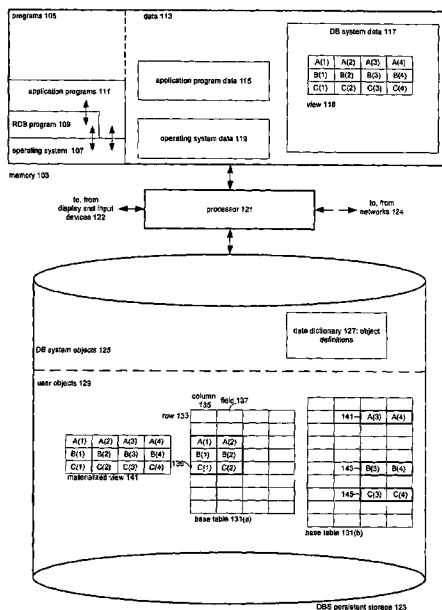 programs 105
data 113
DB system data 117
A(1) A(2) A(3) A(4)
B(1) B(2) B(3) B(4)
C(1) C(2) C(3) C(4)
view 118
application program data 115
application programs 111
RDB program 109
operating system 107
operating system data 119
memory 103
to, from
display and input
devices 122
processor 121
to, from
networks 124
data dictionary 127: object
definitions
DB system objects 125
user objects 129
column
135
field 137
row 133
A(1) A(2) A(3) A(4)
B(1) B(2) B(3) B(4)
C(1) C(2) C(3) C(4)
materialized view 141
139
A(1) A(2)
B(1) B(2)
C(1) C(2)
base table 131(a)
141 A(3) A(4)
143 B(3) B(4)
145 C(3) C(4)
base table 131(b)
DBS persistent storage 123